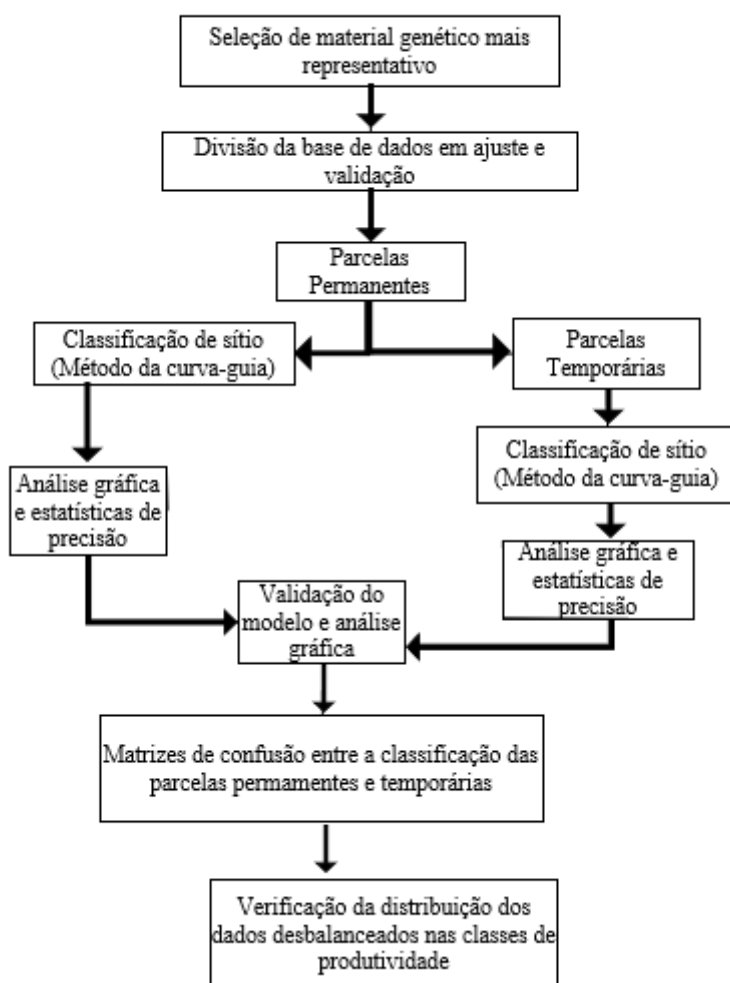 Seleção de material genético mais
representativo
Divisão da base de dados em ajuste e
validação
Parcelas
Permanentes
Classificação de sítio
(Método da curva-guia)
Parcelas
Temporárias
Classificação de sítio
(Método da curva-guia)
Análise gráfica
e estatísticas de
precisão
Análise gráfica e
estatísticas de
precisão
Validação do
modelo e análise
gráfica
Matrizes de confusão entre a classificação das
parcelas permamentes e temporárias
Verificação da distribuição dos
dados desbalanceados nas classes de
produtividade